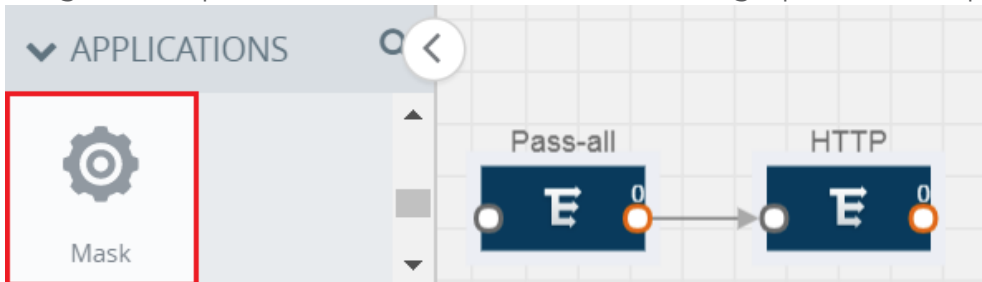 APPLICATIONS
Pass-all
HTTP
0
0
Mask